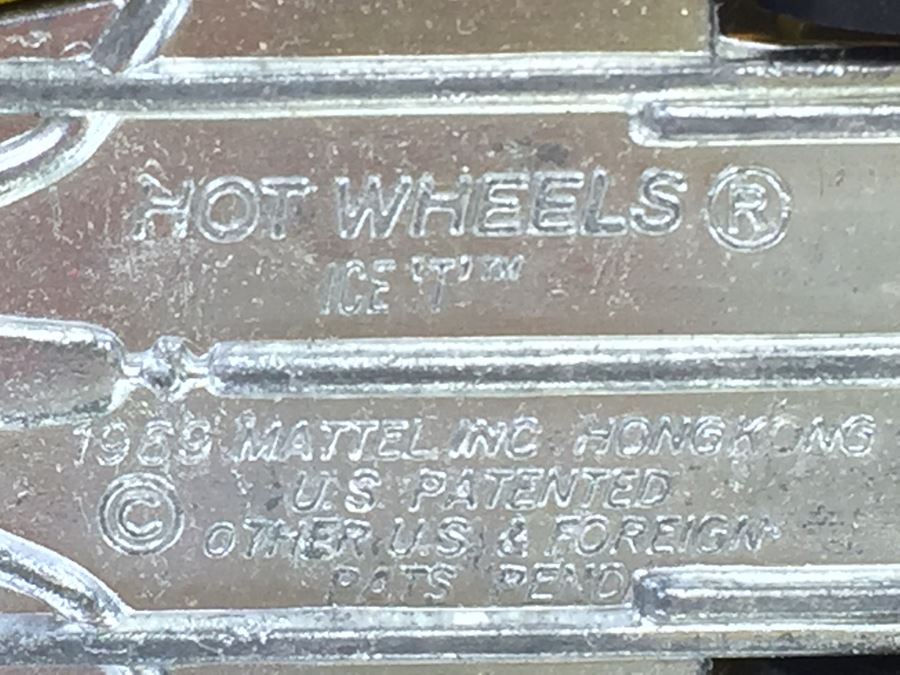 HOT WHEELS ®
ICE 'T'™
1969 MATTEL INC HONG KONG
© U.S. PATENTED
OTHER U.S. & FOREIGN
PATS PEND